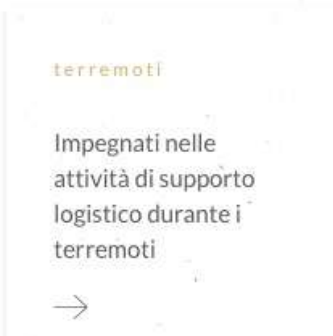 terremoti
Impegnati nelle
attività di supporto
logistico durante i
terremoti